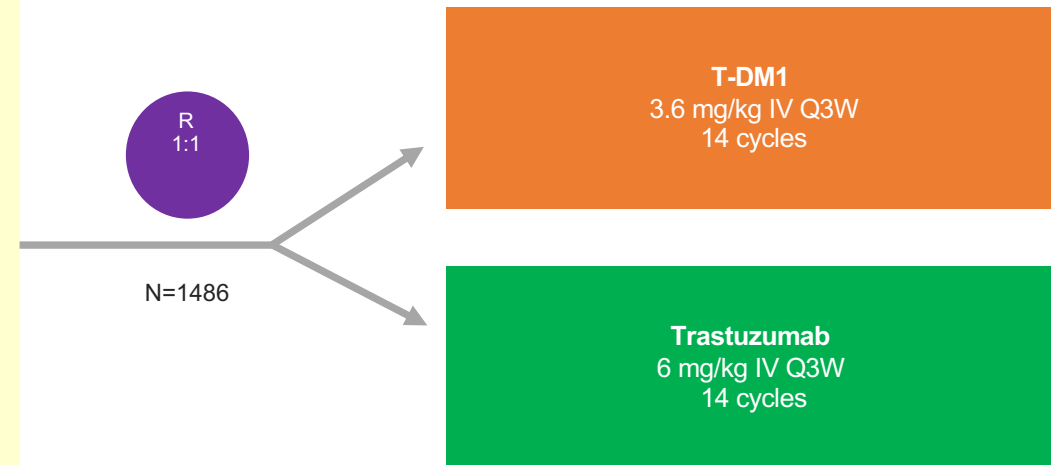 R
1:1
N=1486
T-DM1
3.6 mg/kg IV Q3W
14 cycles
Trastuzumab
6 mg/kg IV Q3W
14 cycles